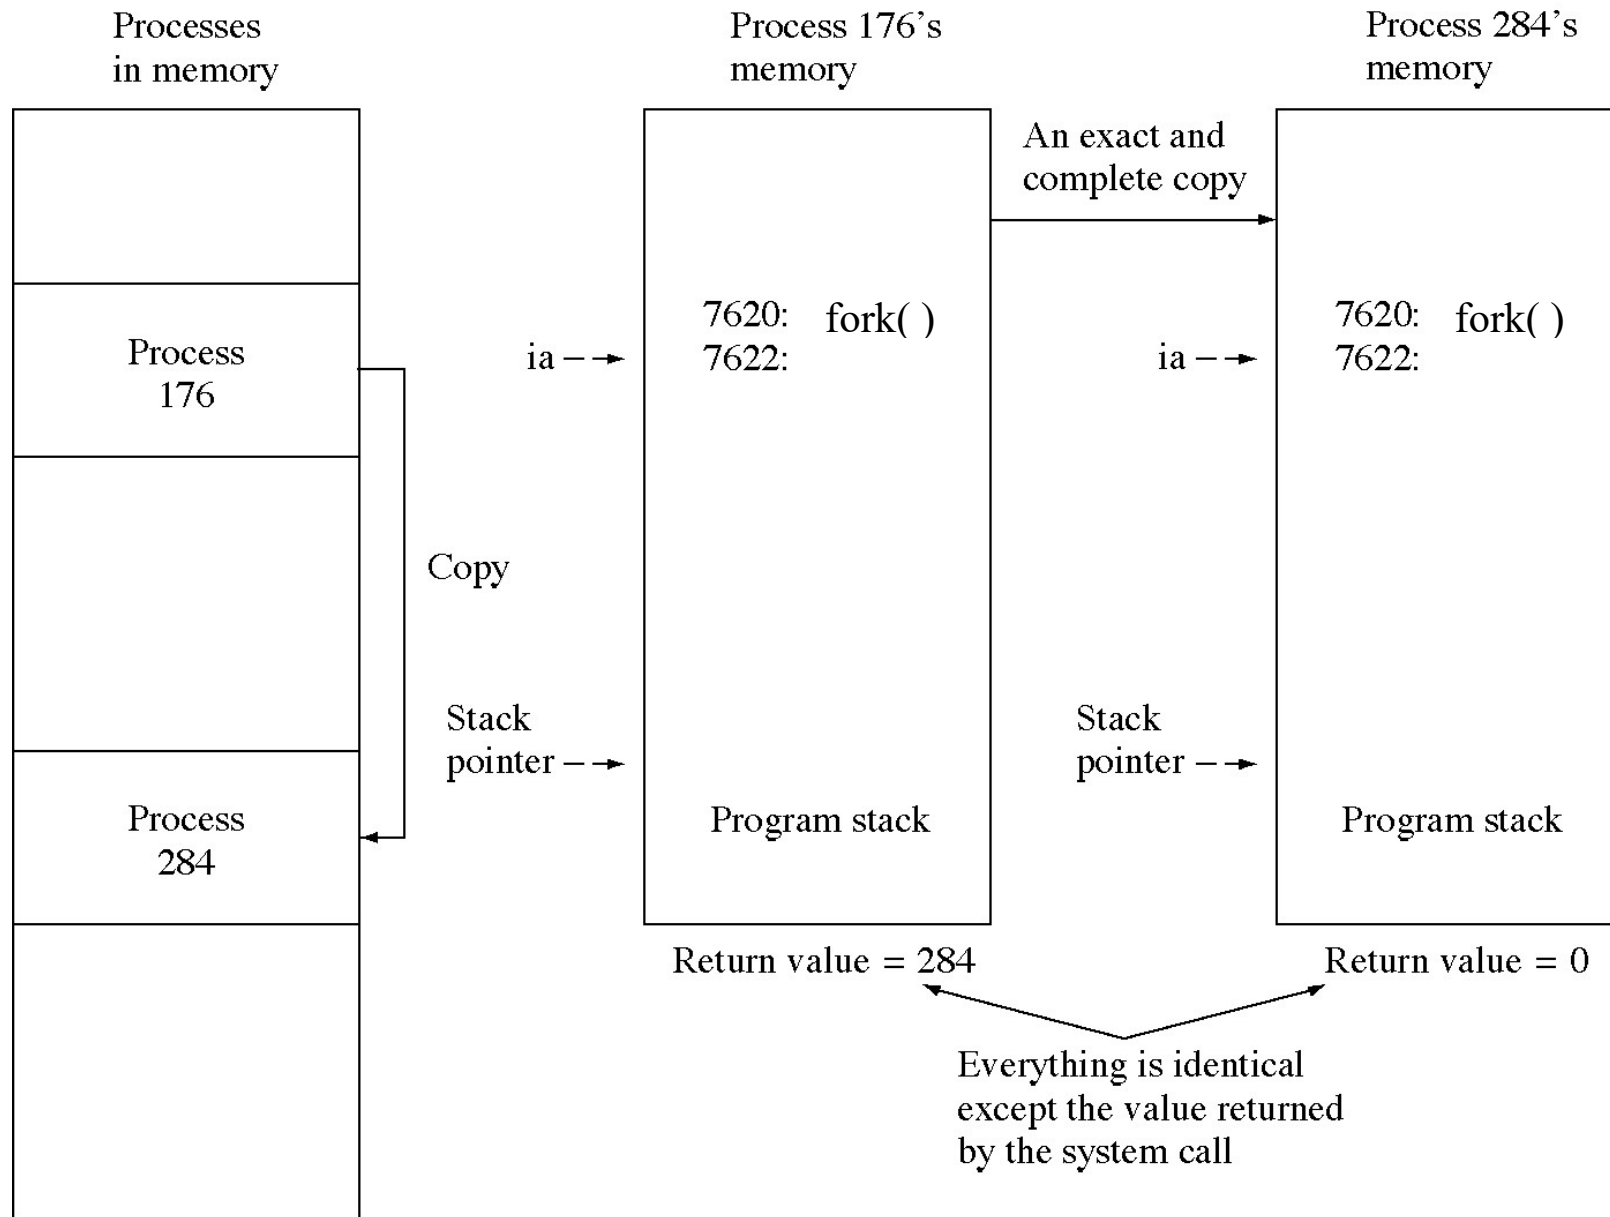 Processes
in memory
Process 176's
memory
Process 284's
memory
An exact and
complete copy
7620: fork( )
7622:
ia
7620: fork( )
7622:
ia
Process
176
Copy
Stack
pointer
Stack
pointer
Process
284
Program stack
Program stack
Return value = 284
Return value = 0
Everything is identical
except the value returned
by the system call